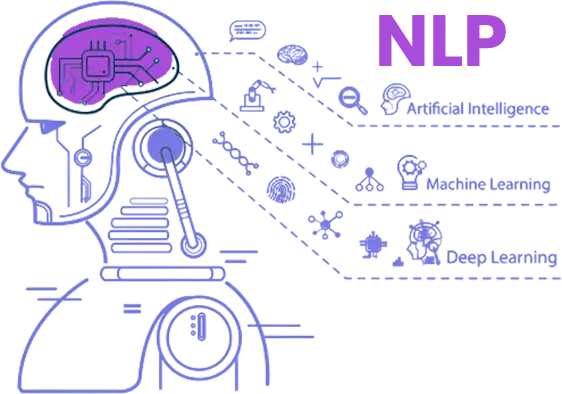 NLP
Artificial Intelligence
Machine Learning
Deep Learning